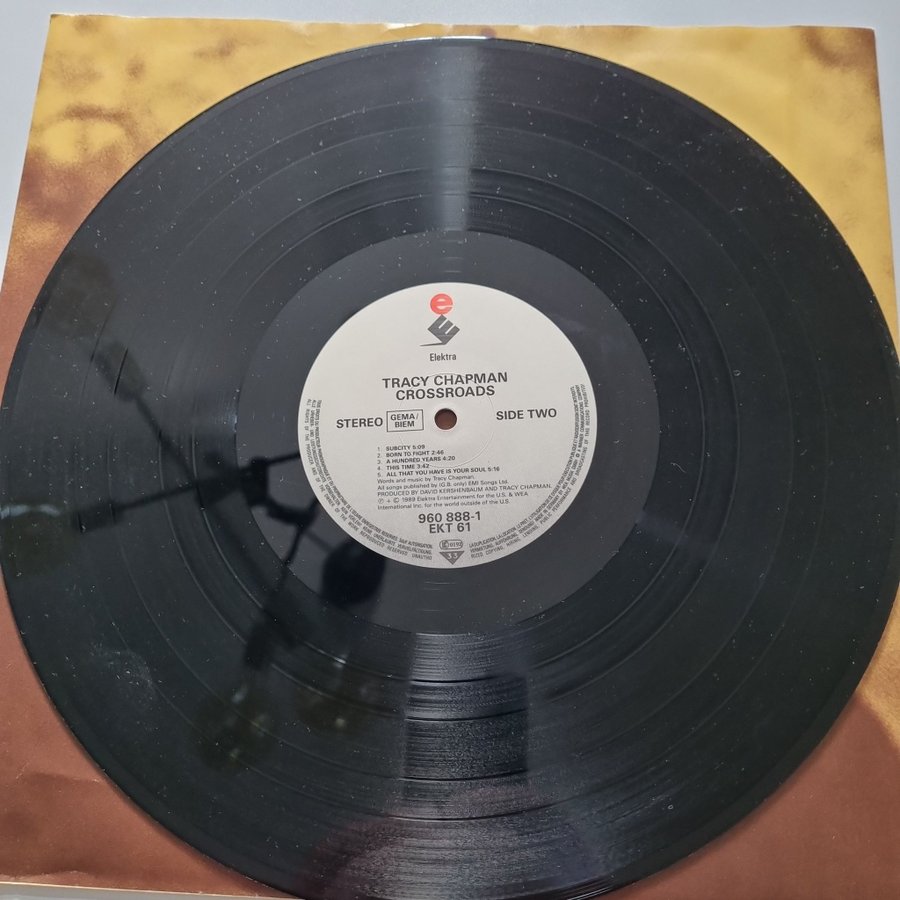 e
E
Elektra
TRACY CHAPMAN
CROSSROADS
STEREO GEMA/ BIEM SIDE TWO
1. SUBCITY 5:09
2. BORN TO FIGHT 2:46
3. A HUNDRED YEARS 4:20
4. THIS TIME 3:42
5. ALL THAT YOU HAVE IS YOUR SOUL 5:16
Words and music by Tracy Chapman.
All songs published by (G.B. only) EMI Songs Ltd.
PRODUCED BY DAVID KERSHENBAUM AND TRACY CHAPMAN.
℗ + © 1989 Elektra Entertainment for the U.S. & WEA
International Inc. for the world outside of the U.S.
960 888-1
EKT 61
LC 0192
33